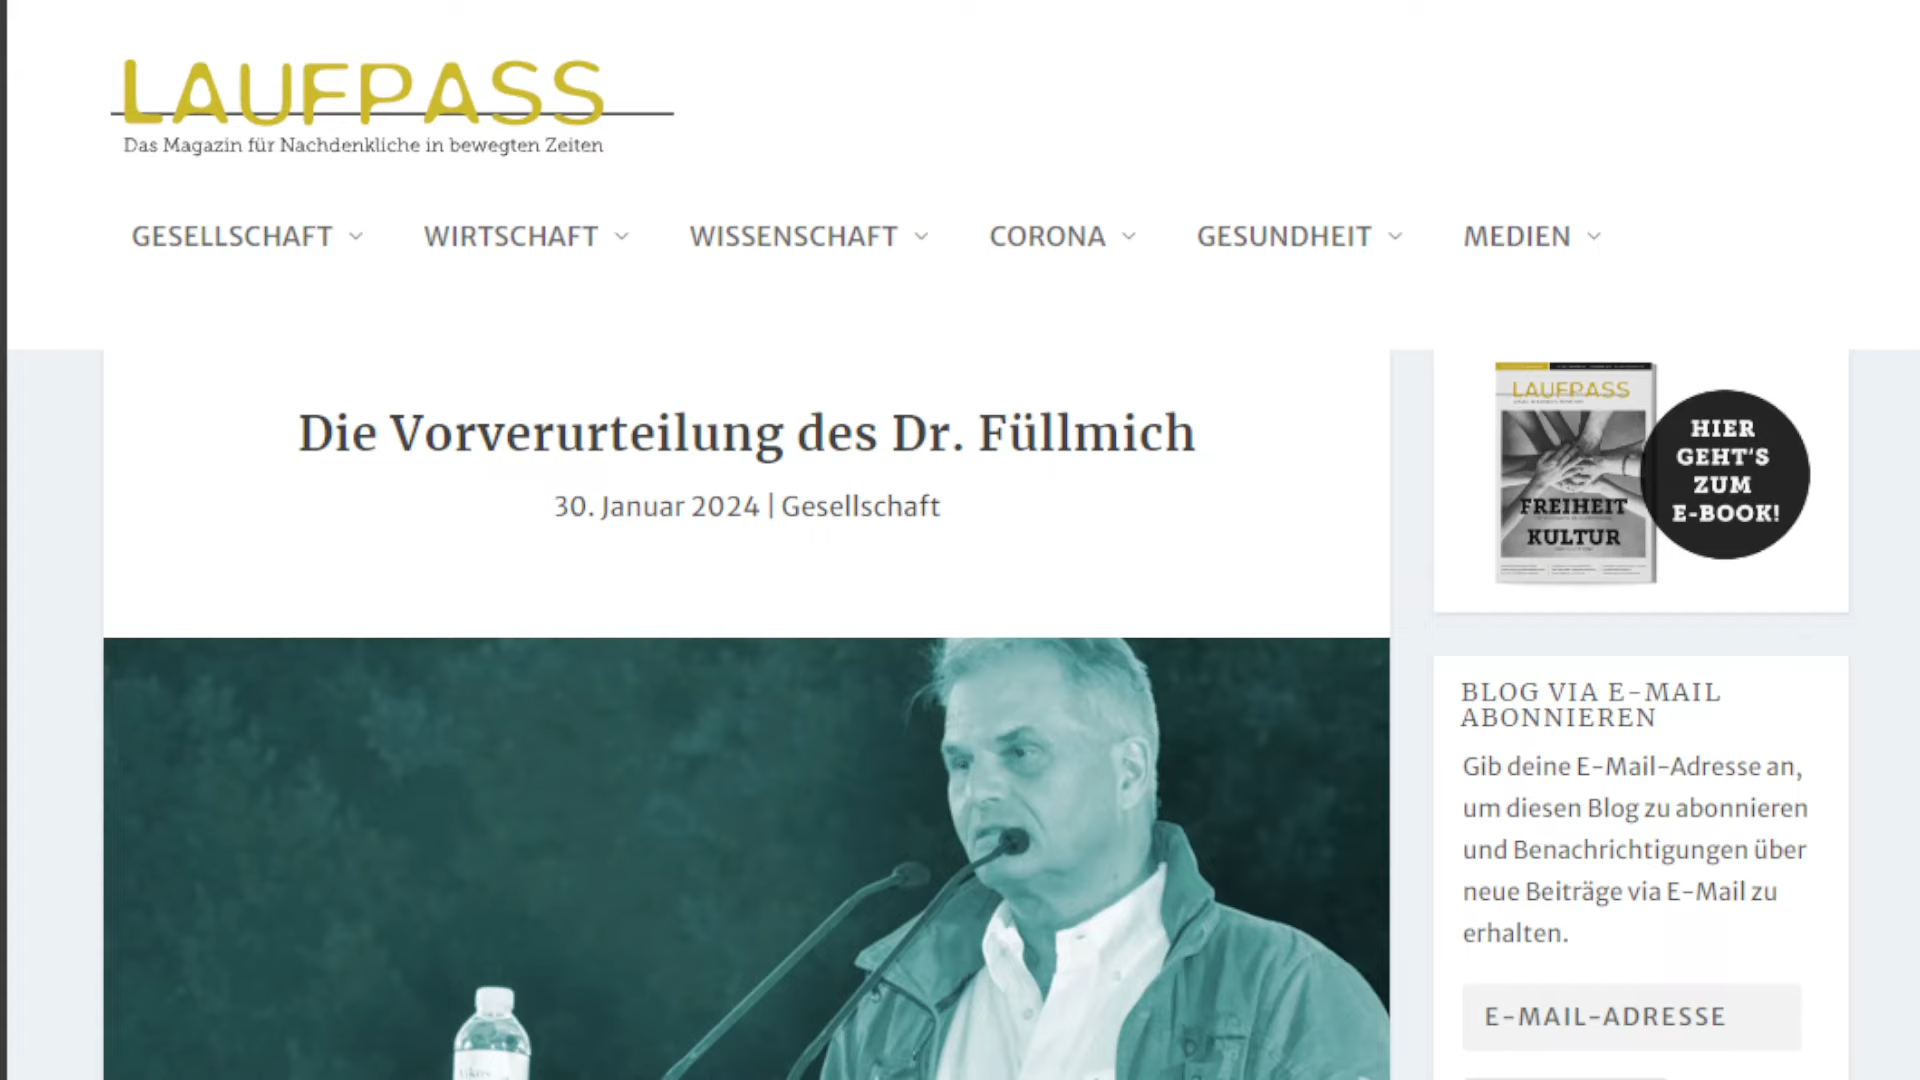 LAUFPASS
Das Magazin für Nachdenkliche in bewegten Zeiten
GESELLSCHAFT
WIRTSCHAFT
WISSENSCHAFT
CORONA
GESUNDHEIT
MEDIEN
Die Vorverurteilung des Dr. Füllmich
30. Januar 2024 | Gesellschaft
LAUFPASS
FREIHEIT
KULTUR
HIER
GEHT'S
ZUM
E-BOOK!
BLOG VIA E-MAIL
ABONNIEREN
Gib deine E-Mail-Adresse an,
um diesen Blog zu abonnieren
und Benachrichtigungen über
neue Beiträge via E-Mail zu
erhalten.
E-MAIL-ADRESSE